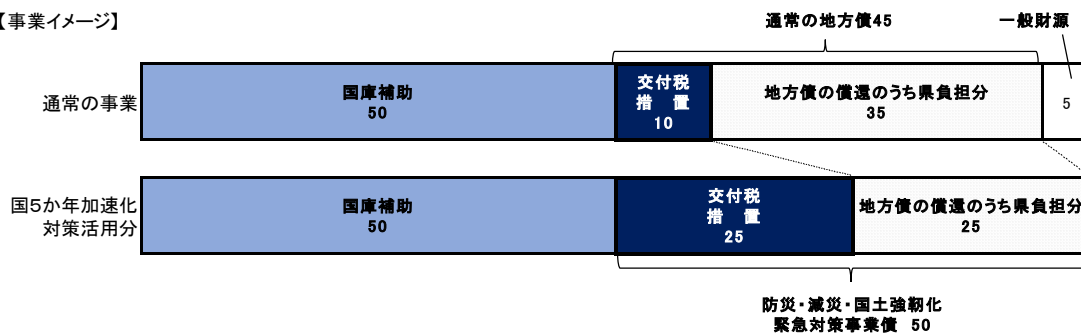 【事業イメージ】
通常の地方債45
一般財源
通常の事業
国庫補助
50
交付税
措　置
10
地方債の償還のうち県負担分
35
5
国5か年加速化
対策活用分
国庫補助
50
交付税
措　置
25
地方債の償還のうち県負担分
25
防災・減災・国土強靭化
緊急対策事業債 50